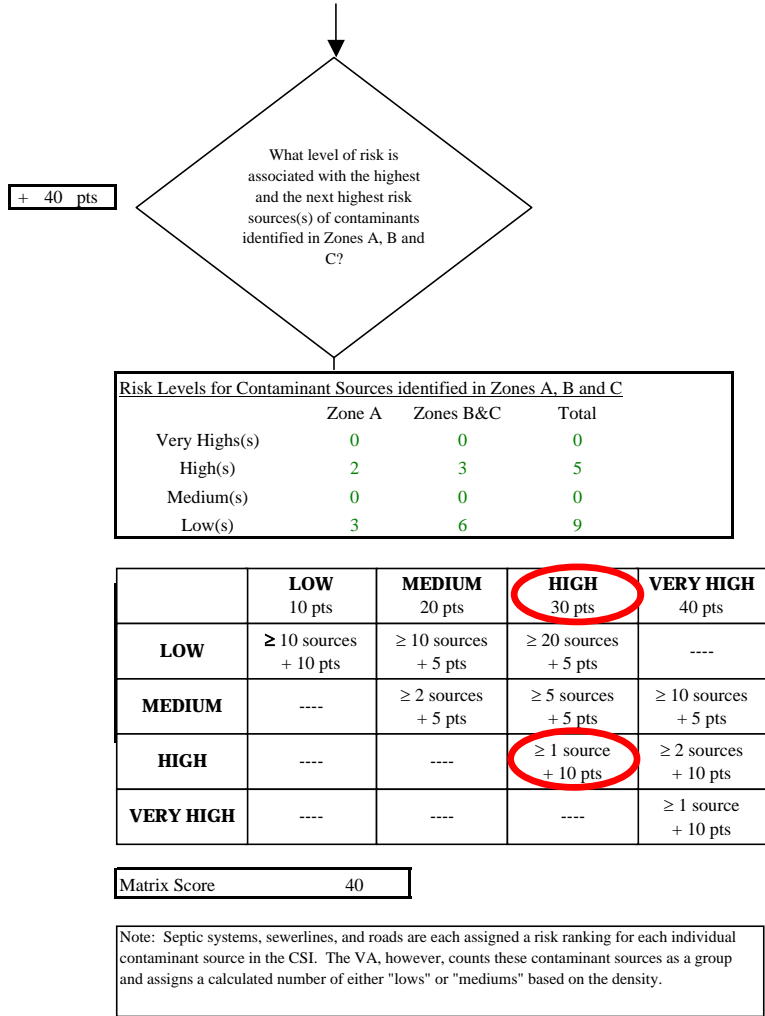 What level of risk is
associated with the highest
and the next highest risk
sources(s) of contaminants
identified in Zones A, B and
C?
+ 40 pts
Risk Levels for Contaminant Sources identified in Zones A, B and C
Zone A Zones B&C Total
Very Highs(s) 0 0 0
High(s) 2 3 5
Medium(s) 0 0 0
Low(s) 3 6 9
LOW MEDIUM HIGH VERY HIGH
10 pts 20 pts 30 pts 40 pts
LOW ≥ 10 sources + 10 pts ≥ 10 sources + 5 pts ≥ 20 sources + 5 pts ----
MEDIUM ---- ≥ 2 sources + 5 pts ≥ 5 sources + 5 pts ≥ 10 sources + 5 pts
HIGH ---- ---- ≥ 1 source + 10 pts ≥ 2 sources + 10 pts
VERY HIGH ---- ---- ---- ≥ 1 source + 10 pts
Matrix Score 40
Note: Septic systems, sewerlines, and roads are each assigned a risk ranking for each individual
contaminant source in the CSI. The VA, however, counts these contaminant sources as a group
and assigns a calculated number of either "lows" or "mediums" based on the density.